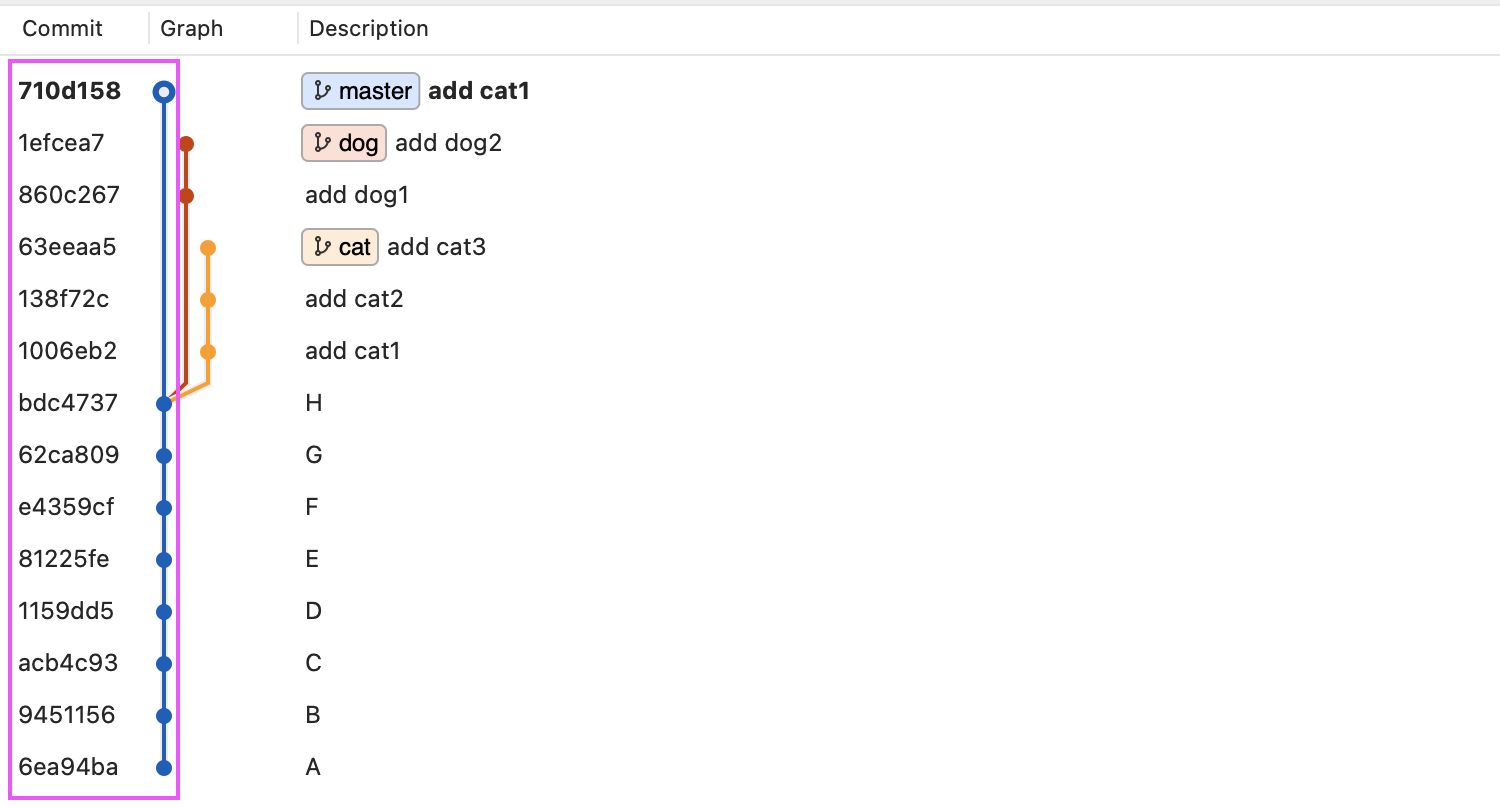 Commit Graph Description
710d158 master add cat1
1efcea7 dog add dog2
860c267 add dog1
63eeaa5 cat add cat3
138f72c add cat2
1006eb2 add cat1
bdc4737 H
62ca809 G
e4359cf F
81225fe E
1159dd5 D
acb4c93 C
9451156 B
6ea94ba A